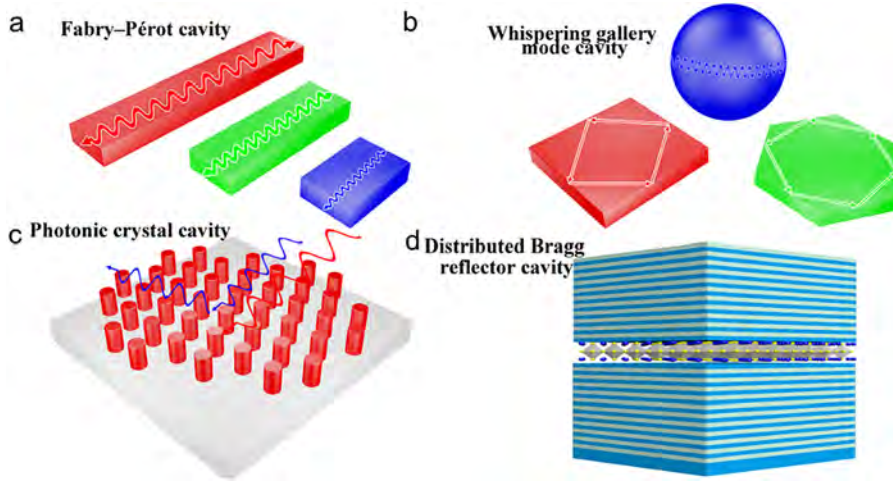 a
Fabry–Pérot cavity
b
Whispering gallery
mode cavity
c
Photonic crystal cavity
d
Distributed Bragg
reflector cavity